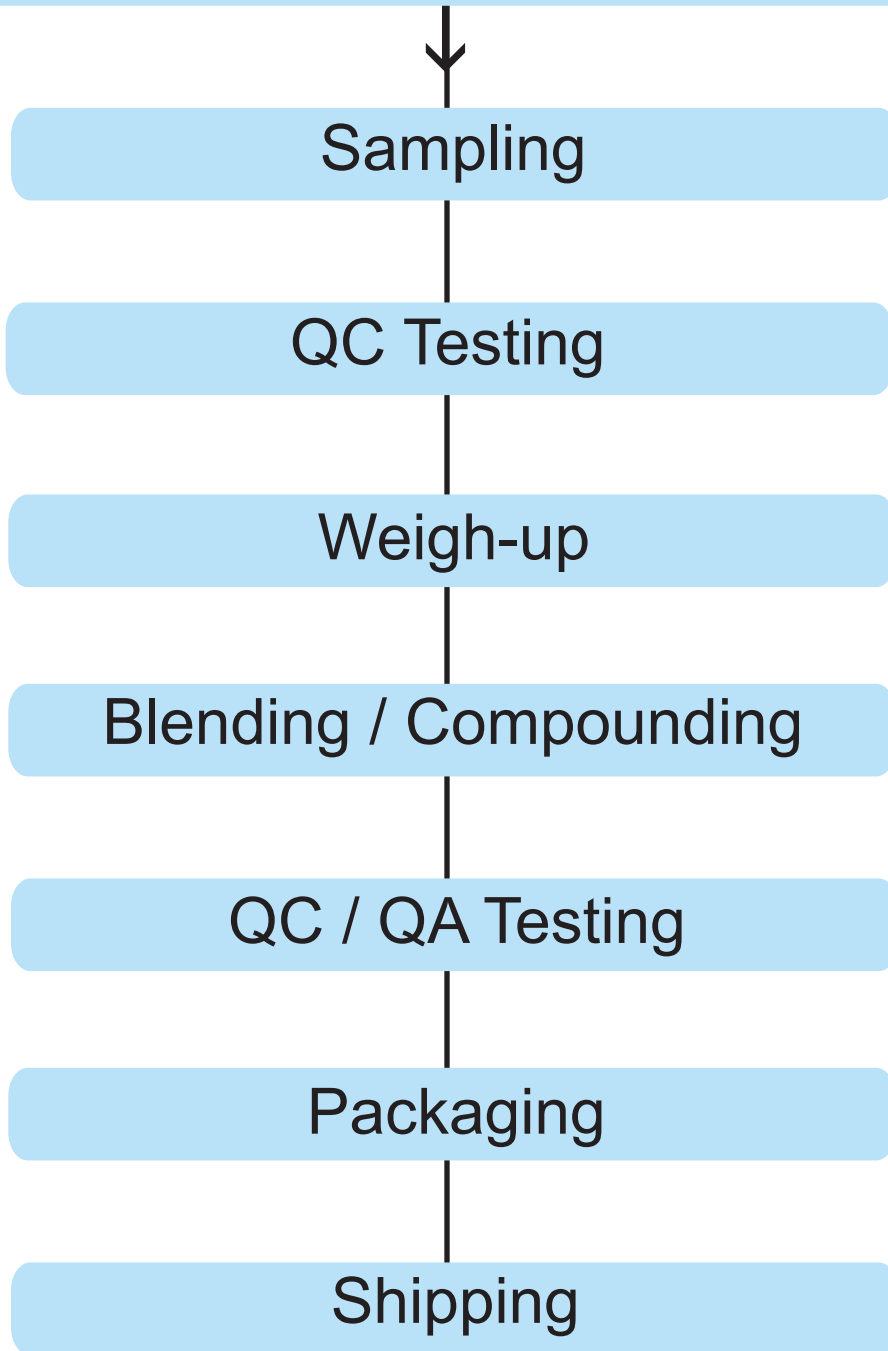 Sampling
QC Testing
Weigh-up
Blending / Compounding
QC / QA Testing
Packaging
Shipping